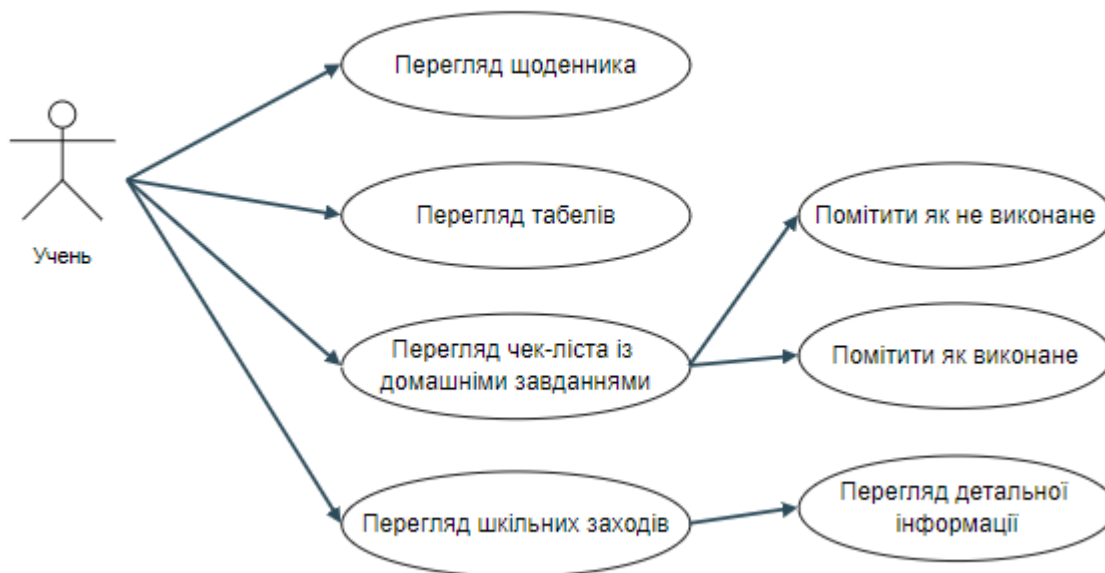 Перегляд щоденника
Учень
Перегляд табелів
Помітити як не виконане
Перегляд чек-ліста із
домашніми завданнями
Помітити як виконане
Перегляд шкільних заходів
Перегляд детальної
інформації